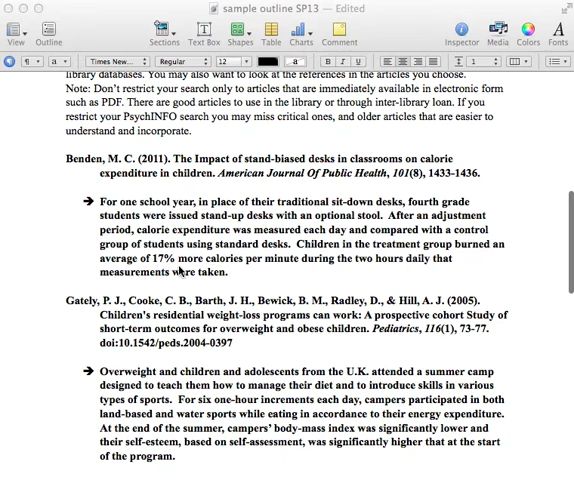 sample outline SP13 — Edited
View Outline Sections Text Box Shapes Table Charts Comment Inspector Media Colors Fonts
¶ a Times New... Regular 12 a B I U 1
library databases. You may also want to look at the references in the articles you choose.
Note: Don't restrict your search only to articles that are immediately available in electronic form
such as PDF. There are good articles to use in the library or through inter-library loan. If you
restrict your PsychINFO search you may miss critical ones, and older articles that are easier to
understand and incorporate.
Benden, M. C. (2011). The Impact of stand-biased desks in classrooms on calorie
expenditure in children. American Journal Of Public Health, 101(8), 1433-1436.
➔ For one school year, in place of their traditional sit-down desks, fourth grade
students were issued stand-up desks with an optional stool. After an adjustment
period, calorie expenditure was measured each day and compared with a control
group of students using standard desks. Children in the treatment group burned an
average of 17% more calories per minute during the two hours daily that
measurements were taken.
Gately, P. J., Cooke, C. B., Barth, J. H., Bewick, B. M., Radley, D., & Hill, A. J. (2005).
Children's residential weight-loss programs can work: A prospective cohort Study of
short-term outcomes for overweight and obese children. Pediatrics, 116(1), 73-77.
doi:10.1542/peds.2004-0397
➔ Overweight and children and adolescents from the U.K. attended a summer camp
designed to teach them how to manage their diet and to introduce skills in various
types of sports. For six one-hour increments each day, campers participated in both
land-based and water sports while eating in accordance to their energy expenditure.
At the end of the summer, campers' body-mass index was significantly lower and
their self-esteem, based on self-assessment, was significantly higher that at the start
of the program.